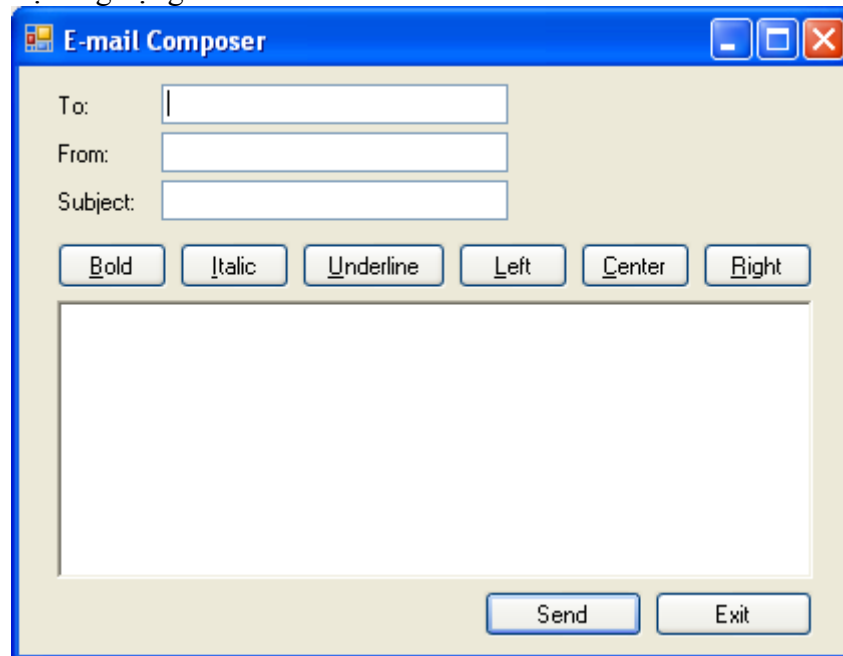 E-mail Composer
To:
From:
Subject:
Bold Italic Underline Left Center Right
Send Exit